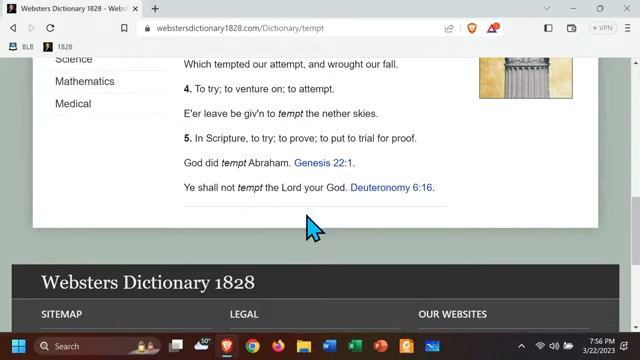 Websters Dictionary 1828 - Webst
webstersdictionary1828.com/Dictionary/tempt
VPN
BLB
1828
Science
Mathematics
Medical
Which tempted our attempt, and wrought our fall.
4. To try; to venture on; to attempt.
E'er leave be giv'n to tempt the nether skies.
5. In Scripture, to try; to prove; to put to trial for proof.
God did tempt Abraham. Genesis 22:1.
Ye shall not tempt the Lord your God. Deuteronomy 6:16.
Websters Dictionary 1828
SITEMAP
LEGAL
OUR WEBSITES
Search
50°
7:56 PM
3/22/2023